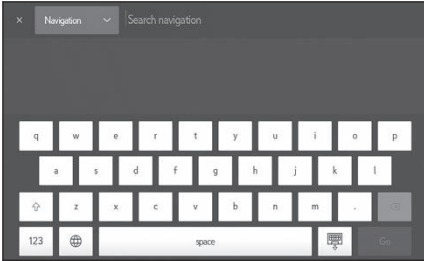 × Navigation Search navigation
q w e r t y u i o p
a s d f g h j k l
z x c v b n m .
123 space Go